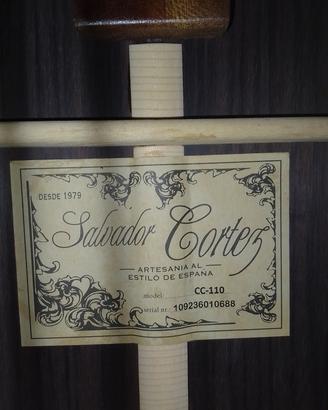 DESDE 1979
Salvador Cortez
ARTESANIA AL
ESTILO DE ESPAÑA
model: CC-110
serial nr.: 109236010688